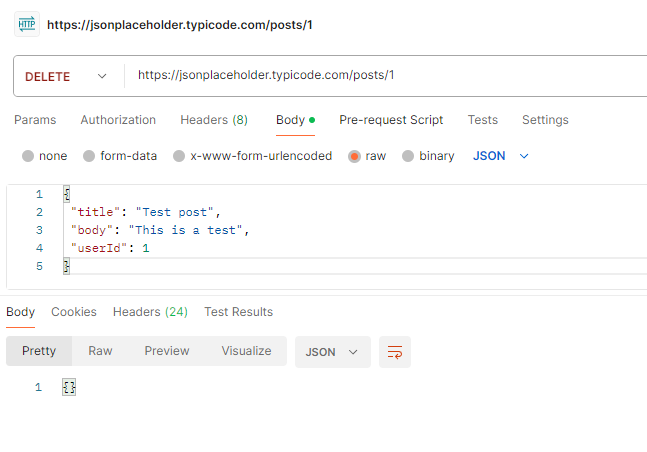 HTTP https://jsonplaceholder.typicode.com/posts/1
DELETE https://jsonplaceholder.typicode.com/posts/1
Params Authorization Headers (8) Body Pre-request Script Tests Settings
none form-data x-www-form-urlencoded raw binary JSON
1 {
2 "title": "Test post",
3 "body": "This is a test",
4 "userId": 1
5 }
Body Cookies Headers (24) Test Results
Pretty Raw Preview Visualize JSON
1 {}